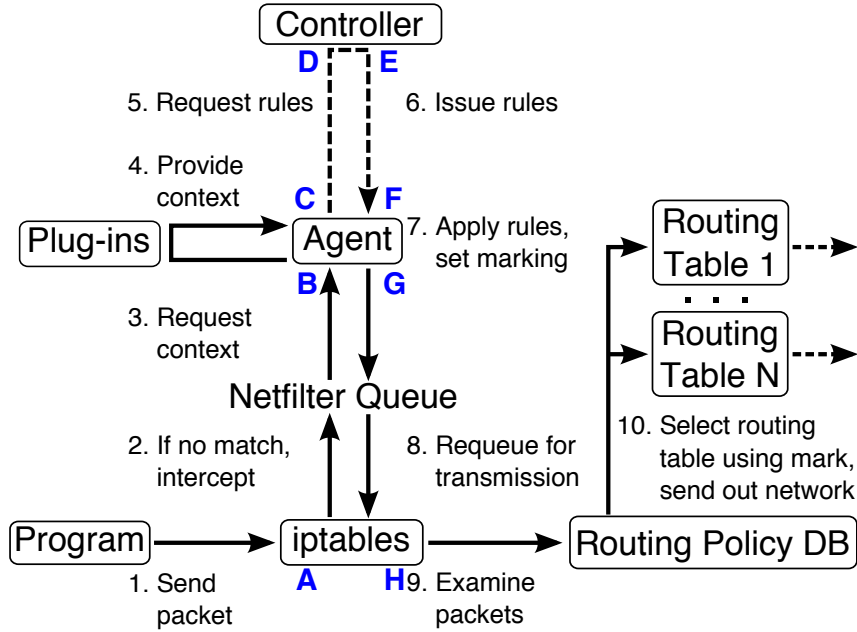 Controller
D E
5. Request rules
6. Issue rules
4. Provide
context
C F
Plug-ins
Agent
7. Apply rules,
set marking
B G
3. Request
context
Netfilter Queue
2. If no match,
intercept
8. Requeue for
transmission
Routing
Table 1
. . .
Routing
Table N
10. Select routing
table using mark,
send out network
Program
iptables
Routing Policy DB
A H
1. Send
packet
9. Examine
packets